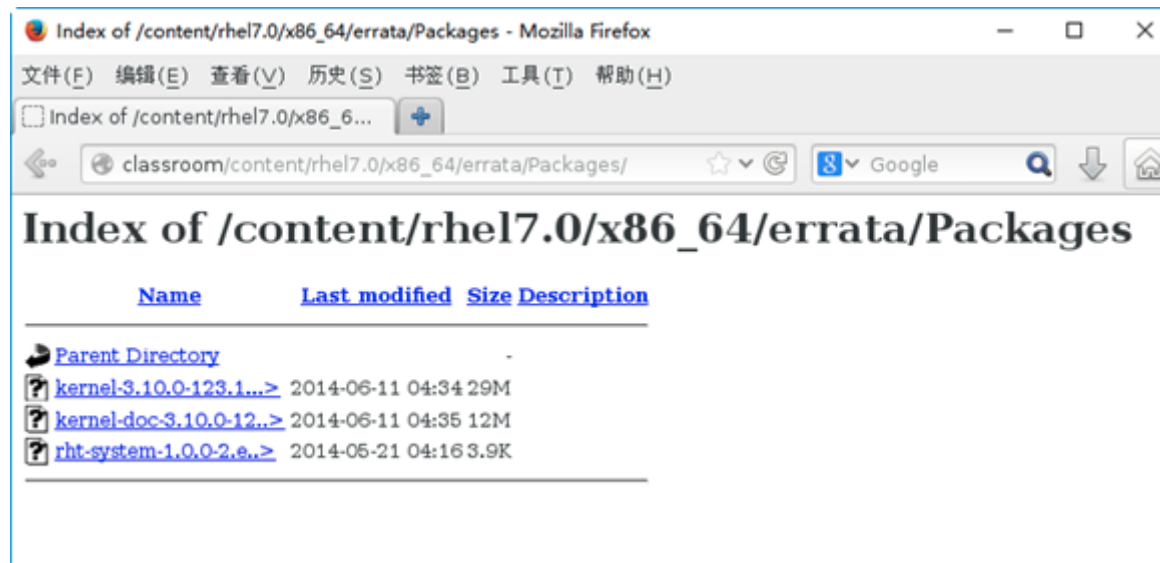 Index of /content/rhel7.0/x86_64/errata/Packages - Mozilla Firefox
文件(F) 编辑(E) 查看(V) 历史(S) 书签(B) 工具(T) 帮助(H)
Index of /content/rhel7.0/x86_6...
classroom/content/rhel7.0/x86_64/errata/Packages/ 8 Google
Index of /content/rhel7.0/x86_64/errata/Packages
Name Last modified Size Description
Parent Directory -
kernel-3.10.0-123.1...> 2014-06-11 04:34 29M
kernel-doc-3.10.0-12..> 2014-06-11 04:35 12M
rht-system-1.0.0-2.e..> 2014-05-21 04:16 3.9K